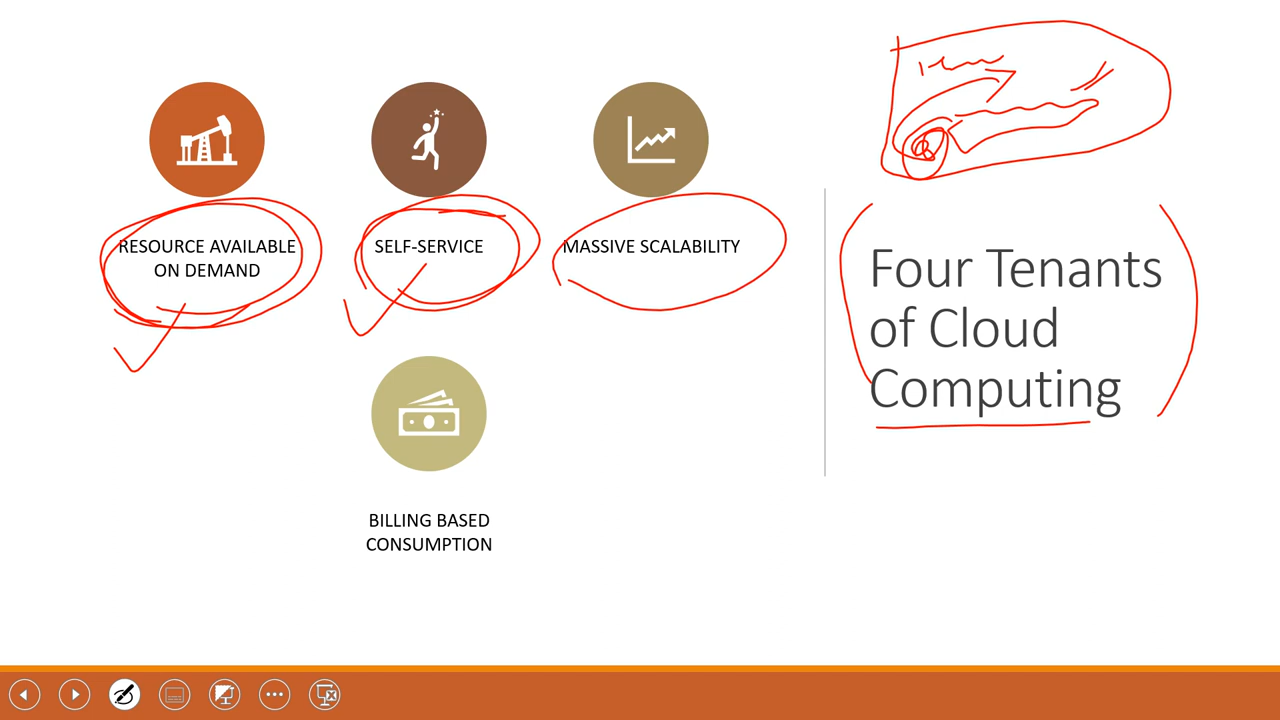 RESOURCE AVAILABLE
ON DEMAND
SELF-SERVICE
MASSIVE SCALABILITY
BILLING BASED
CONSUMPTION
Four Tenants
of Cloud
Computing